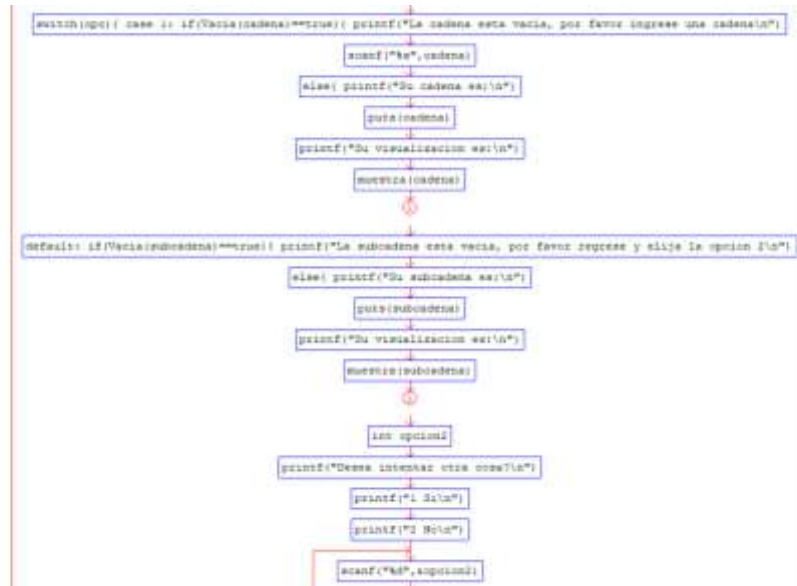 switch(opc){ case 1: if(Vacia(cadena)==true){ printf("La cadena esta vacia, por favor ingrese una cadena\n")
scanf("%s",cadena)
else{ printf("Su cadena es:\n")
puts(cadena)
printf("Su visualizacion es:\n")
muestra(cadena)
default: if(Vacia(subcadena)==true){ printf("La subcadena esta vacia, por favor regrese y elija la opcion 2\n")
else{ printf("Su subcadena es:\n")
puts(subcadena)
printf("Su visualizacion es:\n")
muestra(subcadena)
int opcion2
printf("Desea intentar otra cosa?\n")
printf("1 Si\n")
printf("2 No\n")
scanf("%d",&opcion2)